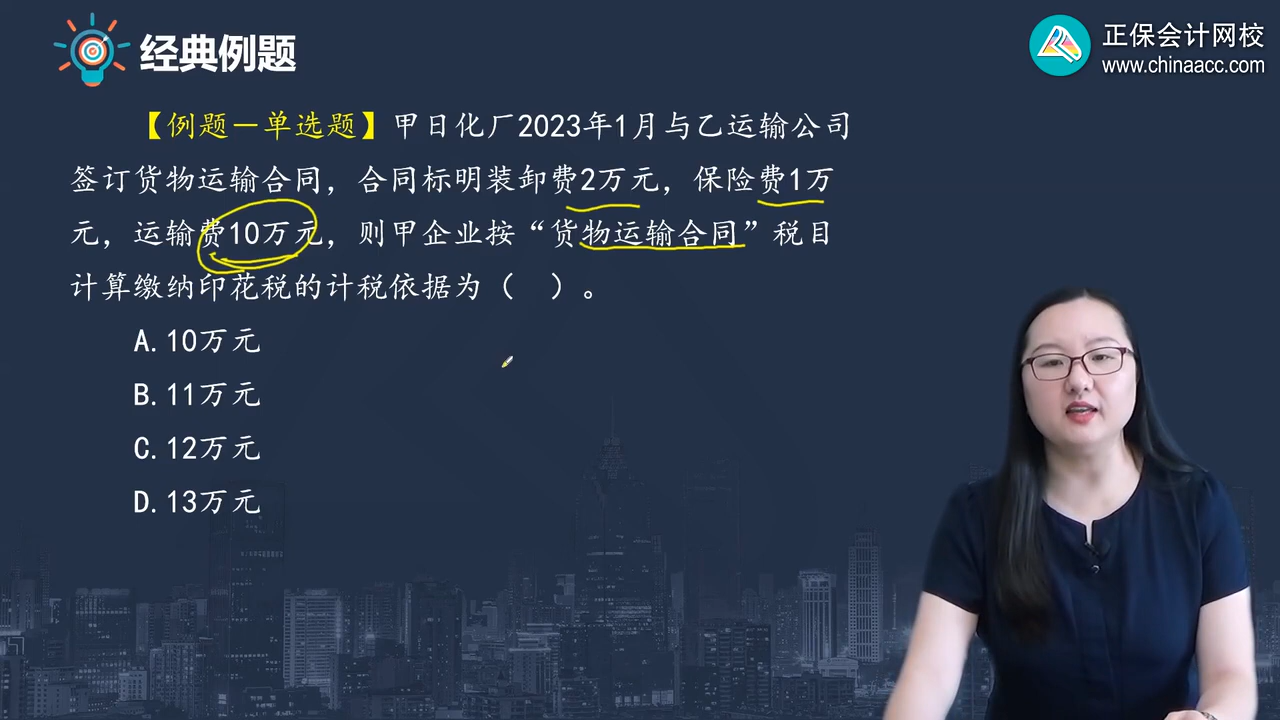 经典例题
正保会计网校
www.chinaacc.com
【例题－单选题】甲日化厂2023年1月与乙运输公司
签订货物运输合同，合同标明装卸费2万元，保险费1万
元，运输费10万元，则甲企业按“货物运输合同”税目
计算缴纳印花税的计税依据为（　）。
A.10万元
B.11万元
C.12万元
D.13万元